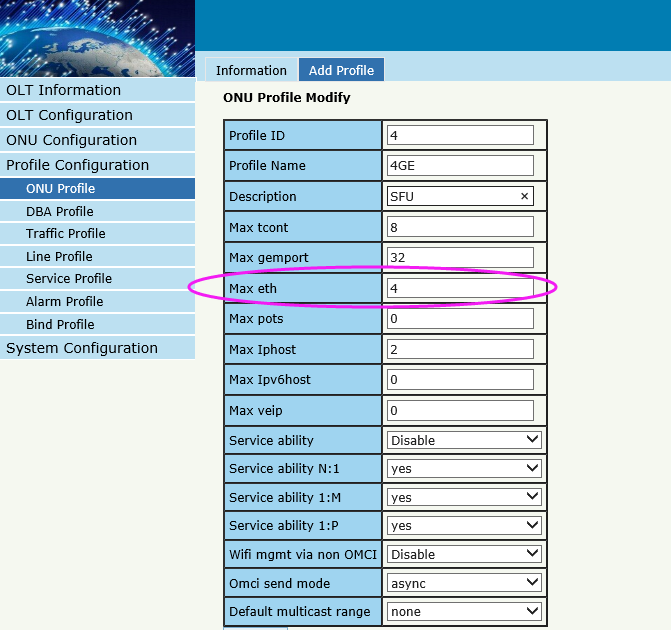 Information Add Profile
OLT Information
OLT Configuration
ONU Configuration
Profile Configuration
ONU Profile
DBA Profile
Traffic Profile
Line Profile
Service Profile
Alarm Profile
Bind Profile
System Configuration
ONU Profile Modify
Profile ID 4
Profile Name 4GE
Description SFU ×
Max tcont 8
Max gemport 32
Max eth 4
Max pots 0
Max Iphost 2
Max Ipv6host 0
Max veip 0
Service ability Disable
Service ability N:1 yes
Service ability 1:M yes
Service ability 1:P yes
Wifi mgmt via non OMCI Disable
Omci send mode async
Default multicast range none